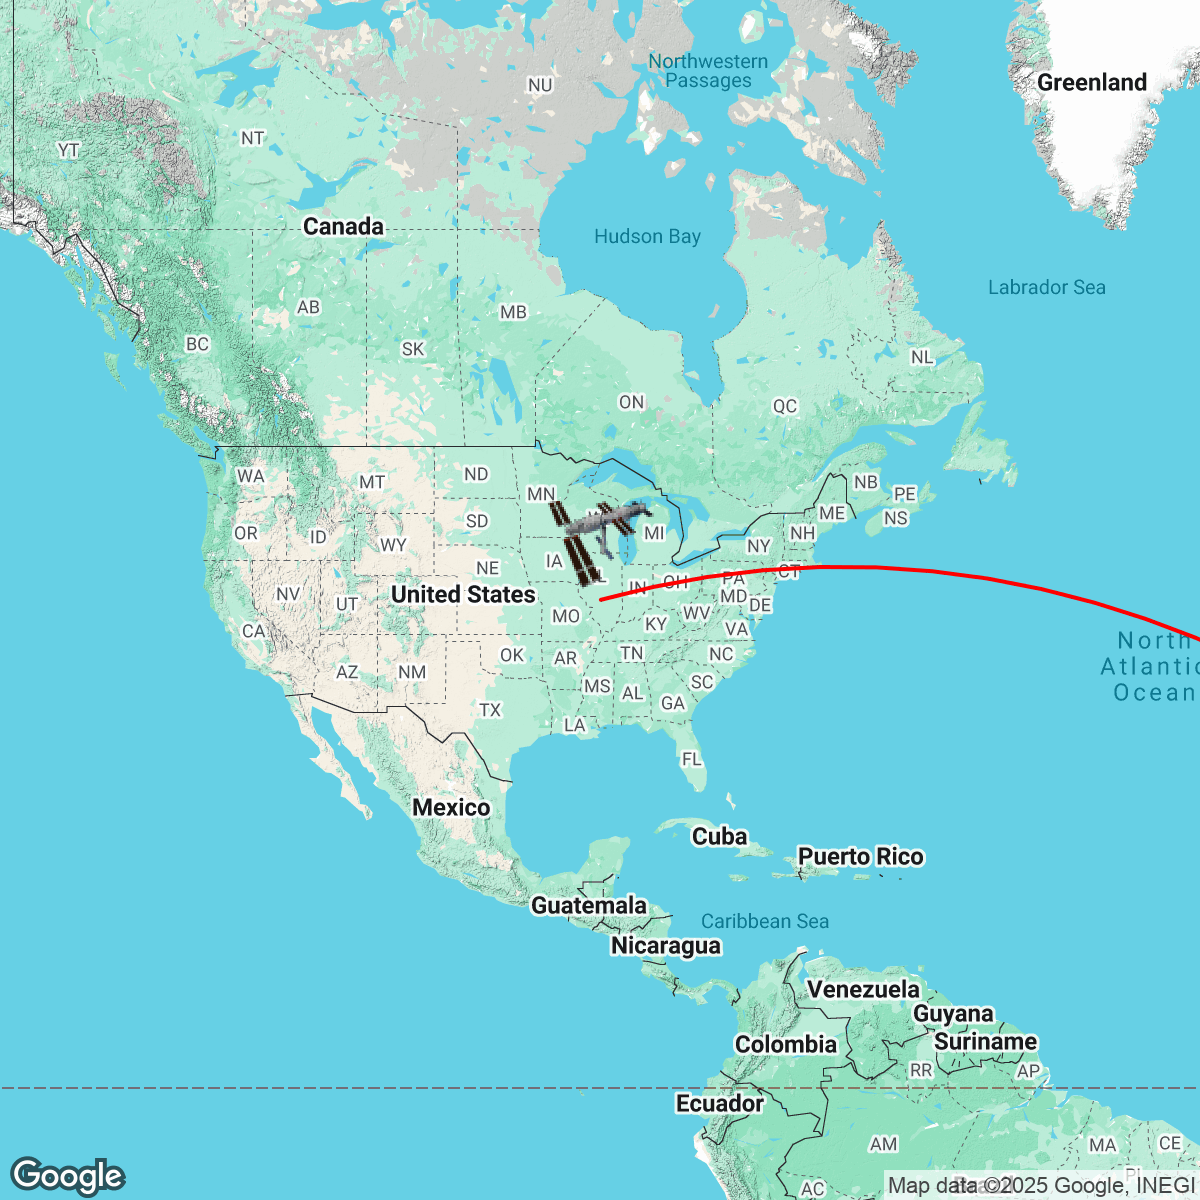 Northwestern
Passages
Greenland
NU
NT
YT
Canada
Hudson Bay
Labrador Sea
AB
MB
BC
SK
NL
ON
QC
WA
MT
ND
MN
NB
PE
ME
NS
OR
ID
SD
MI
NH
WY
NY
IA
NE
United States
IN
OH
PA
CT
NV
UT
MD
DE
MO
KY
WV
CA
VA
North
Atlantic
Ocean
OK
AR
TN
NC
AZ
NM
MS
AL
SC
GA
TX
LA
FL
Mexico
Cuba
Puerto Rico
Guatemala
Caribbean Sea
Nicaragua
Venezuela
Guyana
Colombia
Suriname
RR
AP
Ecuador
AM
MA
CE
PI
AC
Google
Map data ©2025 Google, INEGI